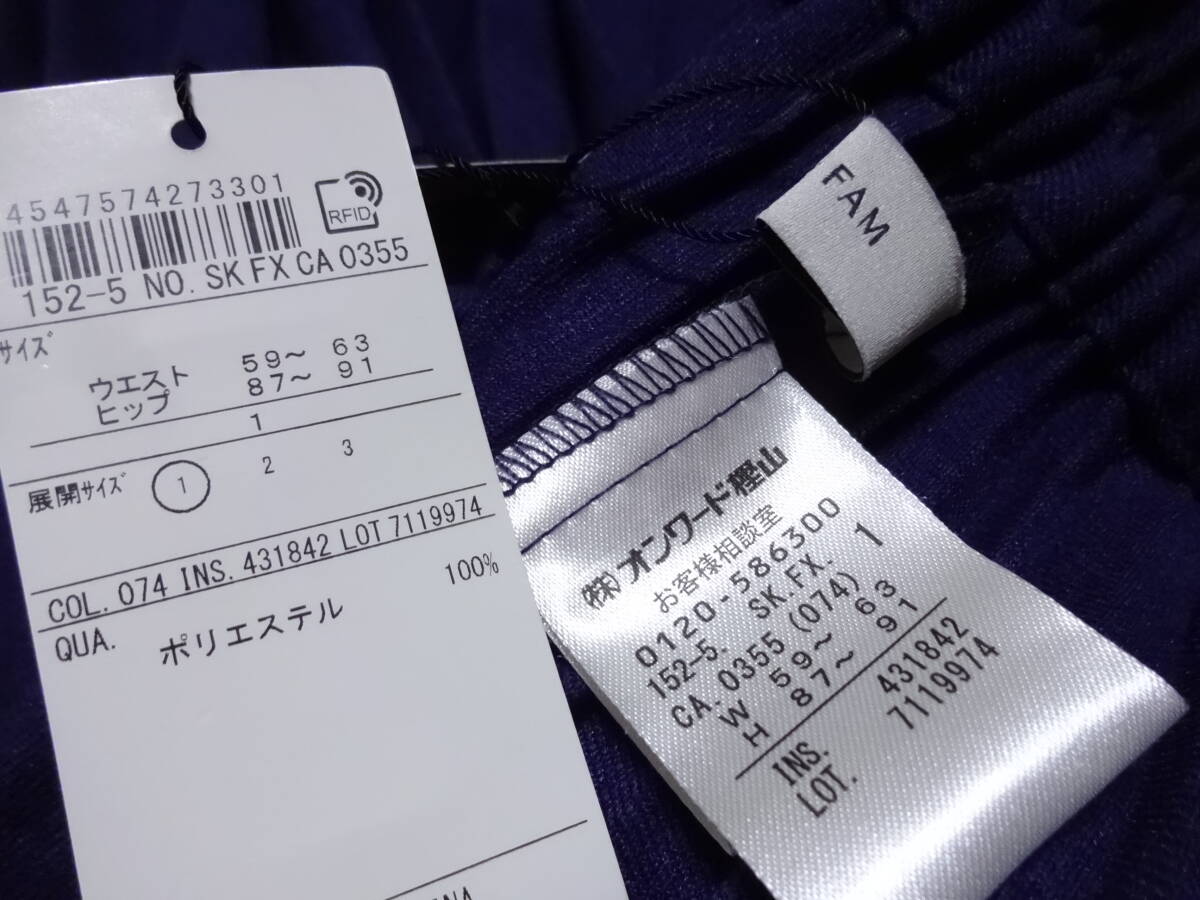 4547574273301
RFID
152-5 NO. SK FX CA 0355
サイズ
ウエスト 59～ 63
ヒップ 87～ 91
1
展開サイズ 1 2 3
COL. 074 INS. 431842 LOT 7119974
QUA. ポリエステル 100%
FAM
㈱オンワード樫山
お客様相談室
0120-586300
152-5. SK.FX. 1
CA. 0355 (074)
W 59～ 63
H 87～ 91
INS. 431842
LOT. 7119974